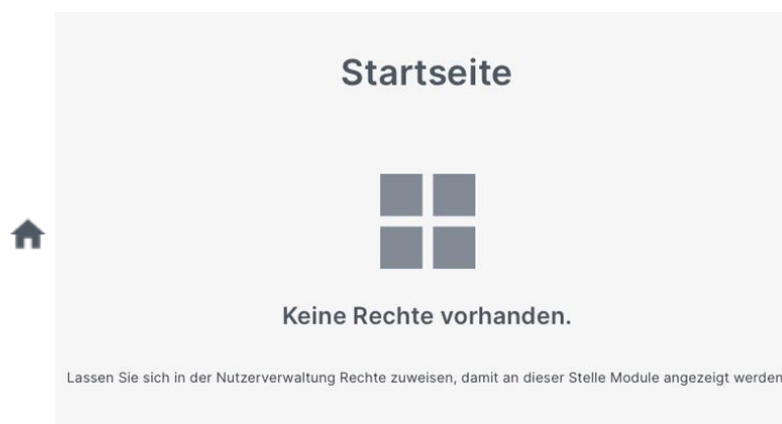 Startseite
Keine Rechte vorhanden.
Lassen Sie sich in der Nutzerverwaltung Rechte zuweisen, damit an dieser Stelle Module angezeigt werden